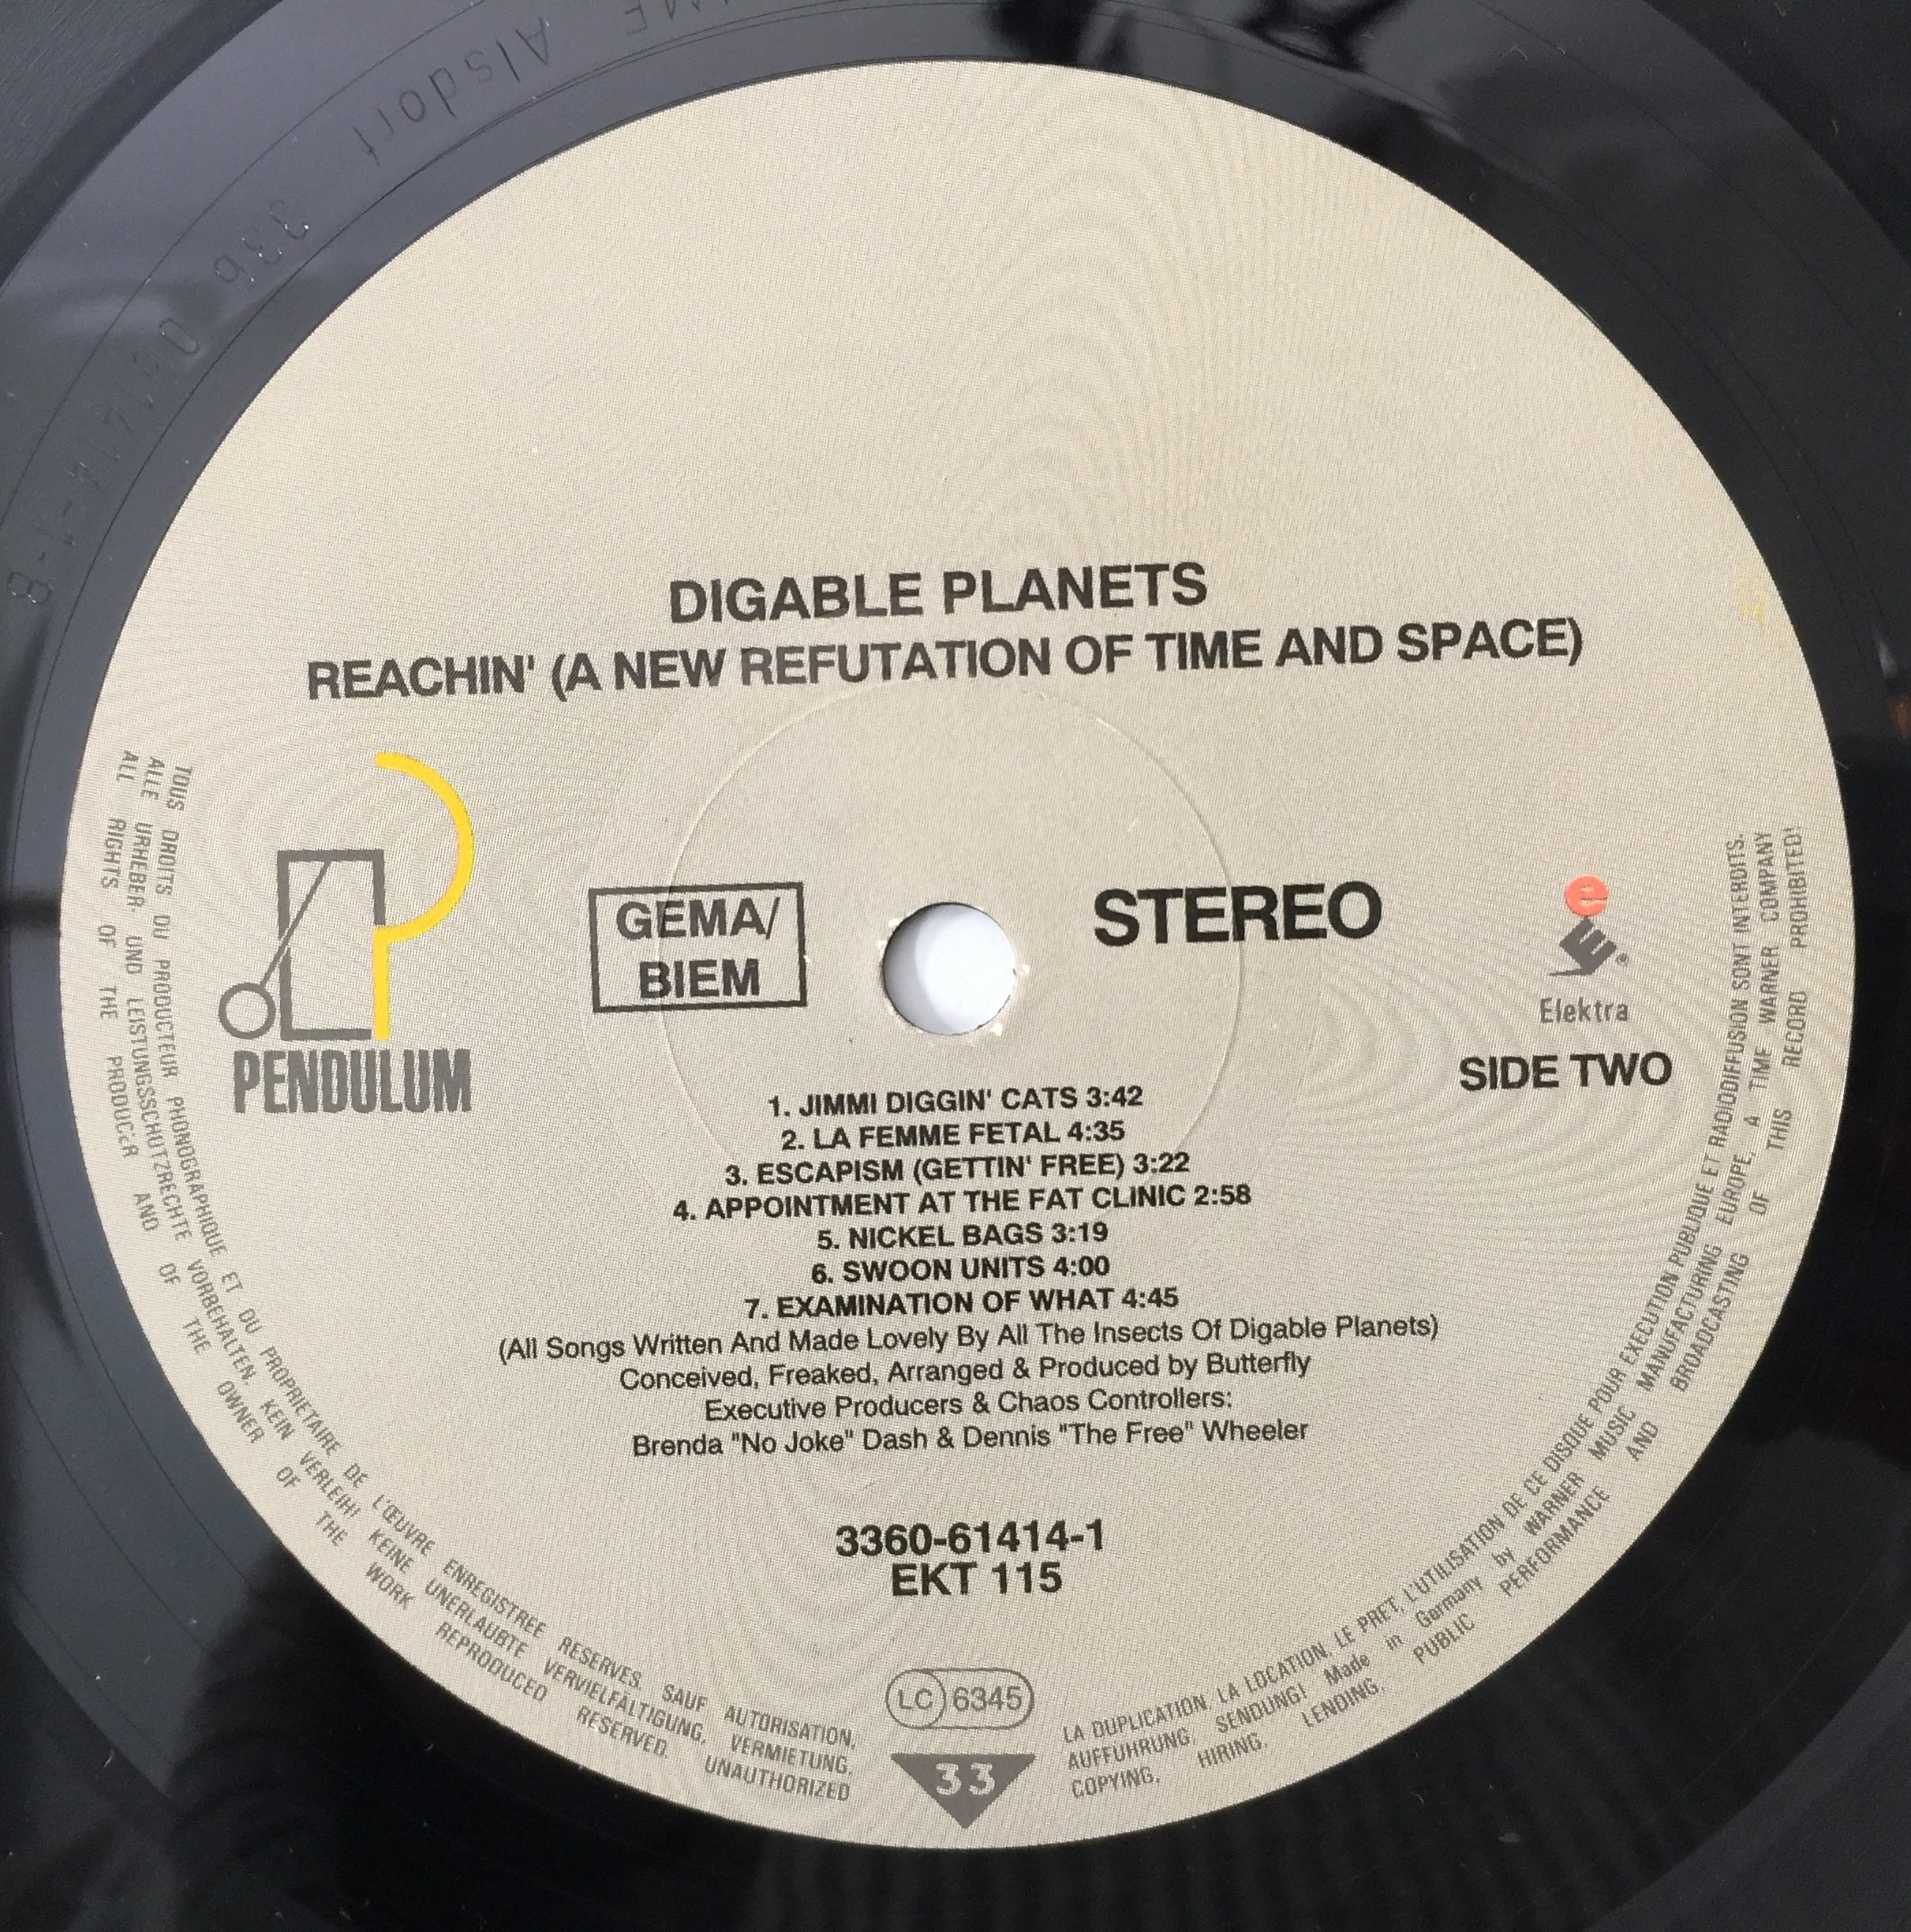 DIGABLE PLANETS
REACHIN' (A NEW REFUTATION OF TIME AND SPACE)
PENDULUM
GEMA/
BIEM
STEREO
e
E
Elektra
SIDE TWO
1. JIMMI DIGGIN' CATS 3:42
2. LA FEMME FETAL 4:35
3. ESCAPISM (GETTIN' FREE) 3:22
4. APPOINTMENT AT THE FAT CLINIC 2:58
5. NICKEL BAGS 3:19
6. SWOON UNITS 4:00
7. EXAMINATION OF WHAT 4:45
(All Songs Written And Made Lovely By All The Insects Of Digable Planets)
Conceived, Freaked, Arranged & Produced by Butterfly
Executive Producers & Chaos Controllers:
Brenda "No Joke" Dash & Dennis "The Free" Wheeler
3360-61414-1
EKT 115
LC 6345
33
TOUS DROITS DU PRODUCTEUR PHONOGRAPHIQUE ET DU PROPRIETAIRE DE L'ŒUVRE ENREGISTREE RESERVES. SAUF AUTORISATION, LA DUPLICATION, LA LOCATION, LE PRET, L'UTILISATION DE CE DISQUE POUR EXECUTION PUBLIQUE ET RADIODIFFUSION SONT INTERDITS.
ALLE URHEBER- UND LEISTUNGSSCHUTZRECHTE VORBEHALTEN. KEIN VERLEIH! KEINE UNERLAUBTE VERVIELFÄLTIGUNG, VERMIETUNG, AUFFUHRUNG, SENDUNG! Made in Germany by WARNER MUSIC MANUFACTURING EUROPE, A TIME WARNER COMPANY
ALL RIGHTS OF THE PRODUCER AND OF THE OWNER OF THE WORK REPRODUCED RESERVED. UNAUTHORIZED COPYING, HIRING, LENDING, PUBLIC PERFORMANCE AND BROADCASTING OF THIS RECORD PROHIBITED!
Alsdorf